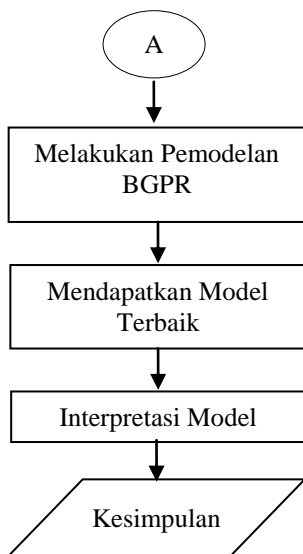 A
Melakukan Pemodelan
BGPR
Mendapatkan Model
Terbaik
Interpretasi Model
Kesimpulan